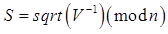 S = sqrt(V⁻¹)(mod n)